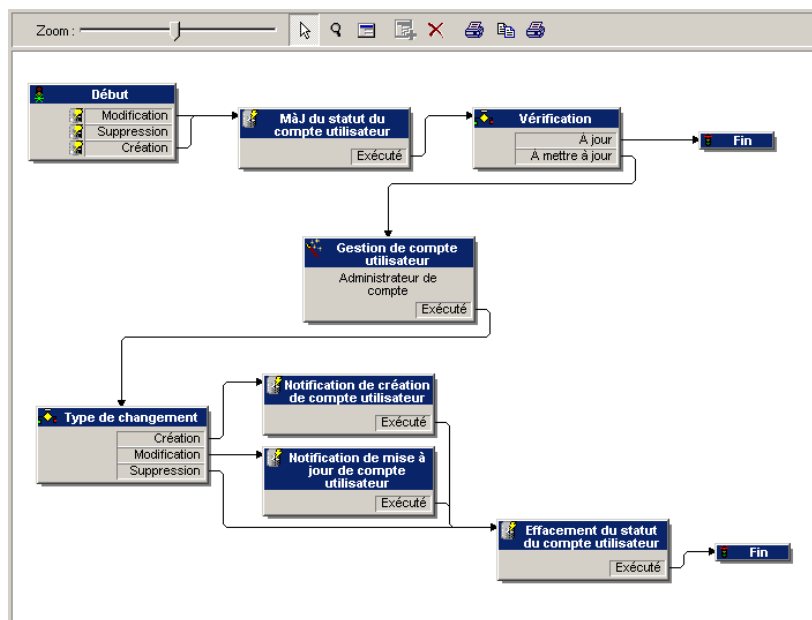 Zoom :
Début
Modification
Suppression
Création
MàJ du statut du
compte utilisateur
Exécuté
Vérification
À jour
À mettre à jour
Fin
Gestion de compte
utilisateur
Administrateur de
compte
Exécuté
Type de changement
Création
Modification
Suppression
Notification de création
de compte utilisateur
Exécuté
Notification de mise à
jour de compte
utilisateur
Exécuté
Effacement du statut
du compte utilisateur
Exécuté
Fin